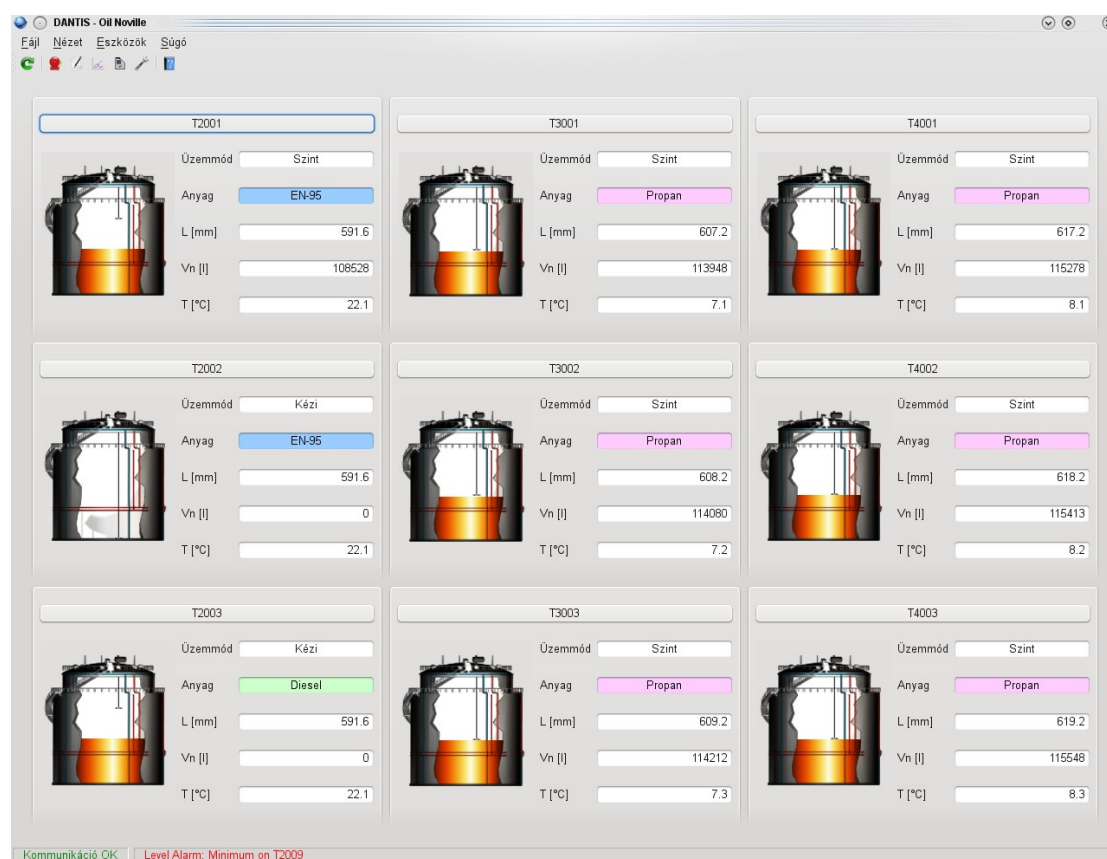 DANTIS - Oil Noville
Fájl Nézet Eszközök Súgó
T2001
Üzemmód Szint
Anyag EN-95
L [mm] 591.6
Vn [l] 108528
T [°C] 22.1
T3001
Üzemmód Szint
Anyag Propan
L [mm] 607.2
Vn [l] 113948
T [°C] 7.1
T4001
Üzemmód Szint
Anyag Propan
L [mm] 617.2
Vn [l] 115278
T [°C] 8.1
T2002
Üzemmód Kézi
Anyag EN-95
L [mm] 591.6
Vn [l] 0
T [°C] 22.1
T3002
Üzemmód Szint
Anyag Propan
L [mm] 608.2
Vn [l] 114080
T [°C] 7.2
T4002
Üzemmód Szint
Anyag Propan
L [mm] 618.2
Vn [l] 115413
T [°C] 8.2
T2003
Üzemmód Kézi
Anyag Diesel
L [mm] 591.6
Vn [l] 0
T [°C] 22.1
T3003
Üzemmód Szint
Anyag Propan
L [mm] 609.2
Vn [l] 114212
T [°C] 7.3
T4003
Üzemmód Szint
Anyag Propan
L [mm] 619.2
Vn [l] 115548
T [°C] 8.3
Kommunikáció OK Level Alarm: Minimum on T2009